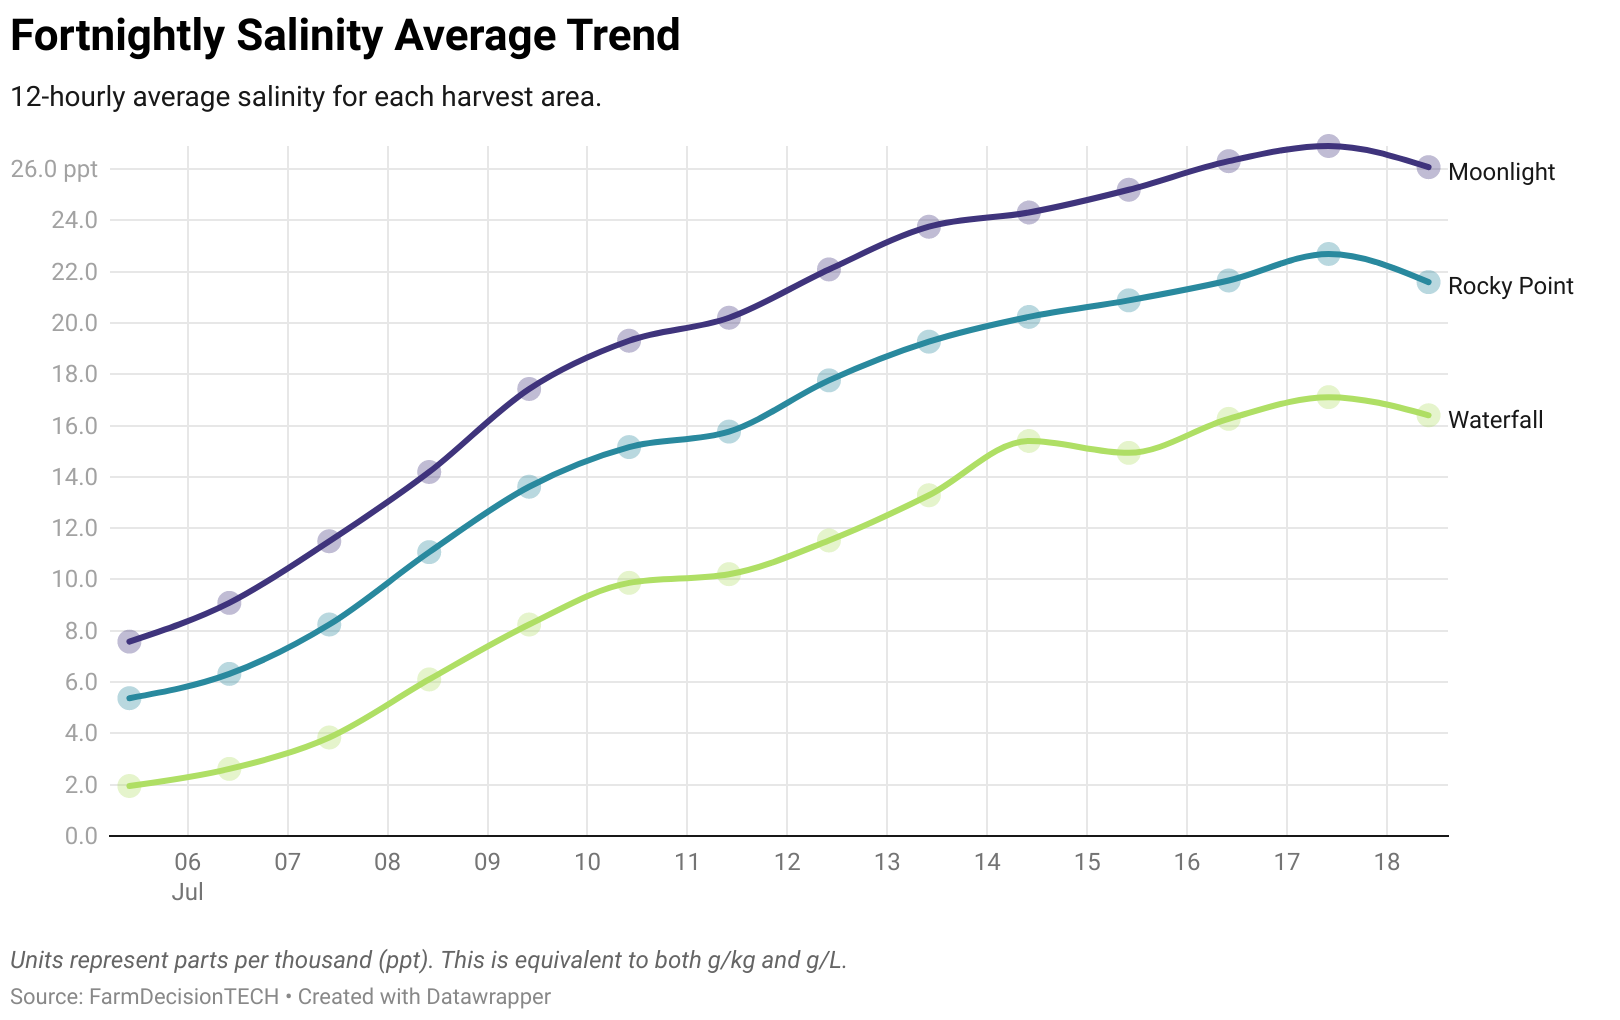 Fortnightly Salinity Average Trend
12-hourly average salinity for each harvest area.
26.0 ppt
24.0
22.0
20.0
18.0
16.0
14.0
12.0
10.0
8.0
6.0
4.0
2.0
0.0
Moonlight
Rocky Point
Waterfall
06 07 08 09 10 11 12 13 14 15 16 17 18
Jul
Units represent parts per thousand (ppt). This is equivalent to both g/kg and g/L.
Source: FarmDecisionTECH • Created with Datawrapper